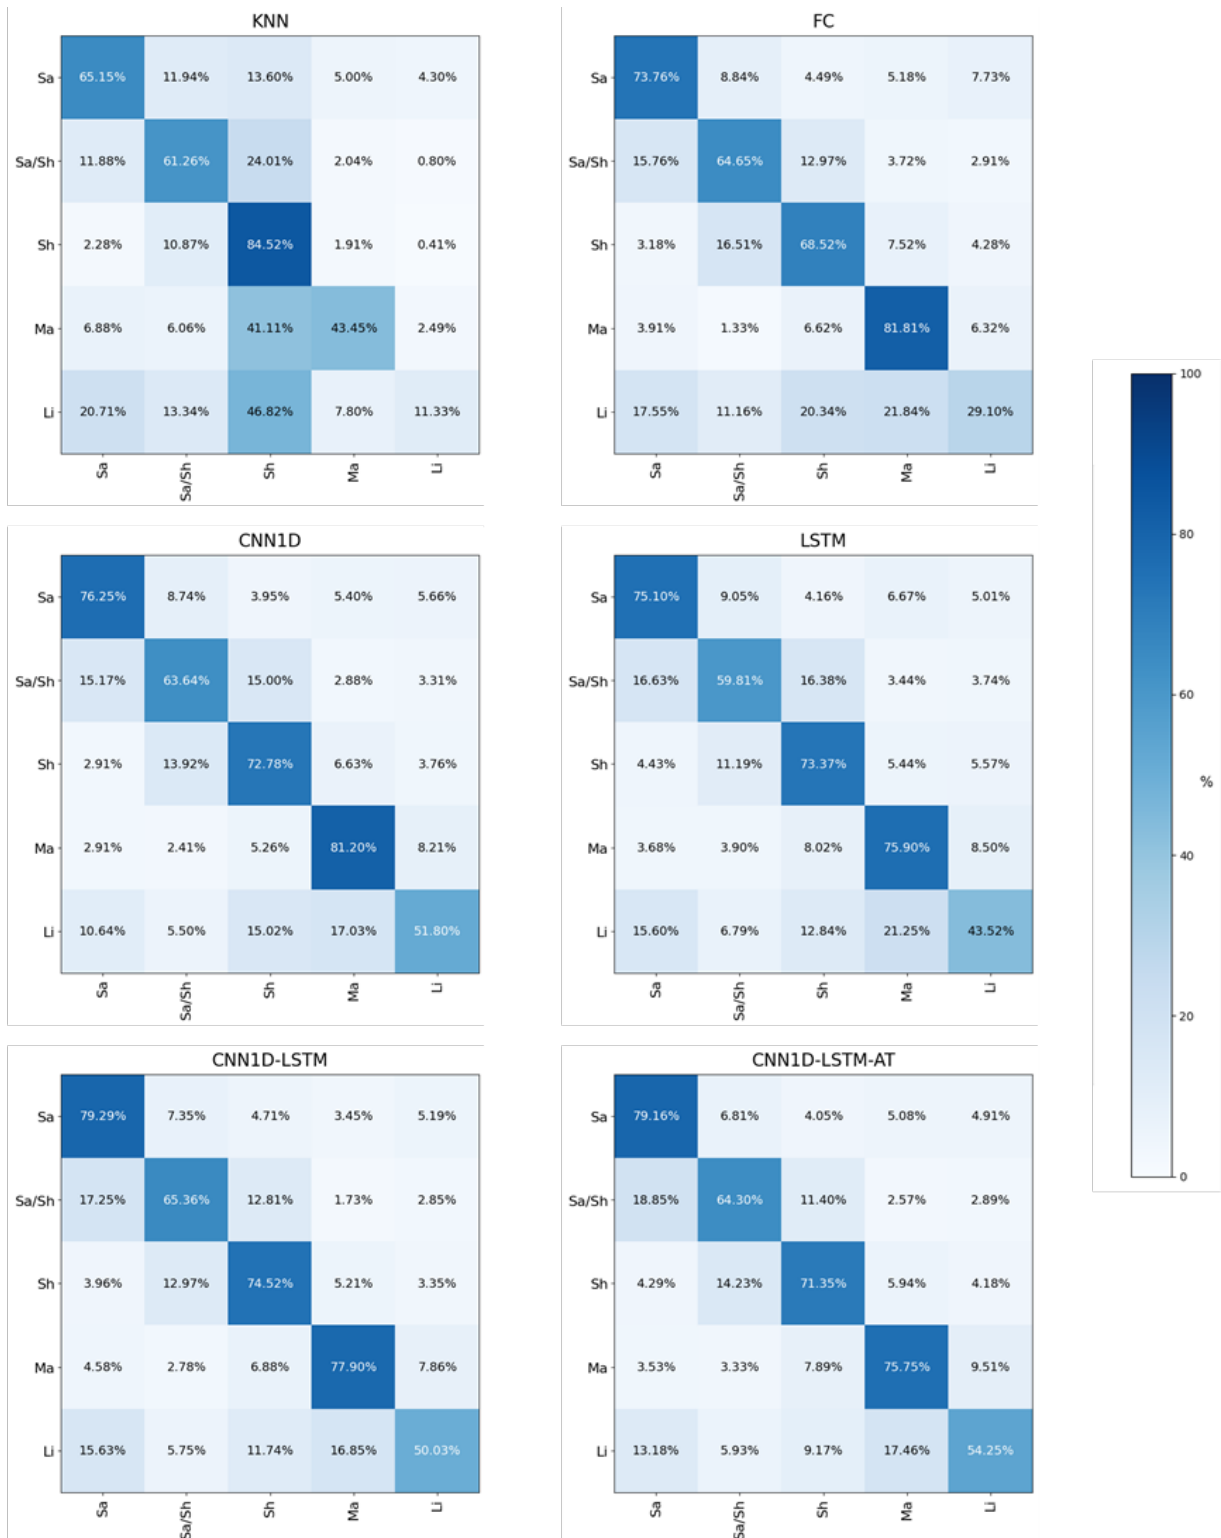 KNN
Sa 65.15% 11.94% 13.60% 5.00% 4.30%
Sa/Sh 11.88% 61.26% 24.01% 2.04% 0.80%
Sh 2.28% 10.87% 84.52% 1.91% 0.41%
Ma 6.88% 6.06% 41.11% 43.45% 2.49%
Li 20.71% 13.34% 46.82% 7.80% 11.33%
Sa Sa/Sh Sh Ma Li
FC
Sa 73.76% 8.84% 4.49% 5.18% 7.73%
Sa/Sh 15.76% 64.65% 12.97% 3.72% 2.91%
Sh 3.18% 16.51% 68.52% 7.52% 4.28%
Ma 3.91% 1.33% 6.62% 81.81% 6.32%
Li 17.55% 11.16% 20.34% 21.84% 29.10%
Sa Sa/Sh Sh Ma Li
CNN1D
Sa 76.25% 8.74% 3.95% 5.40% 5.66%
Sa/Sh 15.17% 63.64% 15.00% 2.88% 3.31%
Sh 2.91% 13.92% 72.78% 6.63% 3.76%
Ma 2.91% 2.41% 5.26% 81.20% 8.21%
Li 10.64% 5.50% 15.02% 17.03% 51.80%
Sa Sa/Sh Sh Ma Li
LSTM
Sa 75.10% 9.05% 4.16% 6.67% 5.01%
Sa/Sh 16.63% 59.81% 16.38% 3.44% 3.74%
Sh 4.43% 11.19% 73.37% 5.44% 5.57%
Ma 3.68% 3.90% 8.02% 75.90% 8.50%
Li 15.60% 6.79% 12.84% 21.25% 43.52%
Sa Sa/Sh Sh Ma Li
CNN1D-LSTM
Sa 79.29% 7.35% 4.71% 3.45% 5.19%
Sa/Sh 17.25% 65.36% 12.81% 1.73% 2.85%
Sh 3.96% 12.97% 74.52% 5.21% 3.35%
Ma 4.58% 2.78% 6.88% 77.90% 7.86%
Li 15.63% 5.75% 11.74% 16.85% 50.03%
Sa Sa/Sh Sh Ma Li
CNN1D-LSTM-AT
Sa 79.16% 6.81% 4.05% 5.08% 4.91%
Sa/Sh 18.85% 64.30% 11.40% 2.57% 2.89%
Sh 4.29% 14.23% 71.35% 5.94% 4.18%
Ma 3.53% 3.33% 7.89% 75.75% 9.51%
Li 13.18% 5.93% 9.17% 17.46% 54.25%
Sa Sa/Sh Sh Ma Li
100
80
60
%
40
20
0